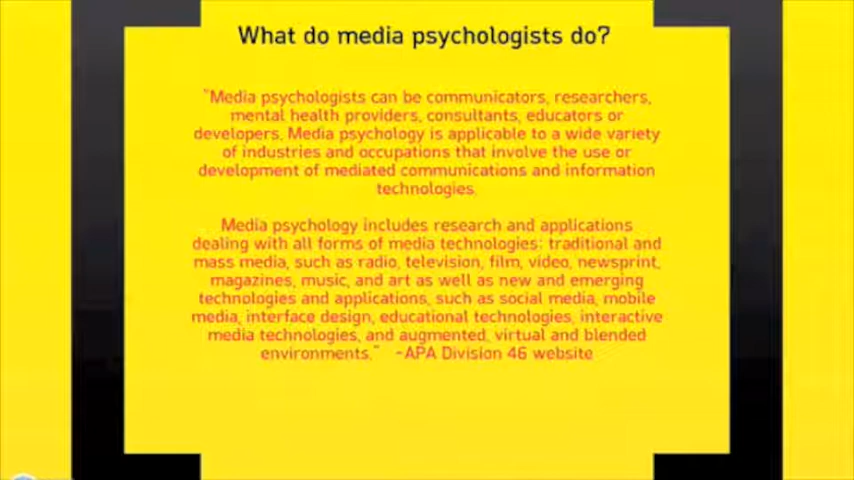 What do media psychologists do?
"Media psychologists can be communicators, researchers,
mental health providers, consultants, educators or
developers. Media psychology is applicable to a wide variety
of industries and occupations that involve the use or
development of mediated communications and information
technologies.
Media psychology includes research and applications
dealing with all forms of media technologies: traditional and
mass media, such as radio, television, film, video, newsprint,
magazines, music, and art as well as new and emerging
technologies and applications, such as social media, mobile
media, interface design, educational technologies, interactive
media technologies, and augmented, virtual and blended
environments." -APA Division 46 website